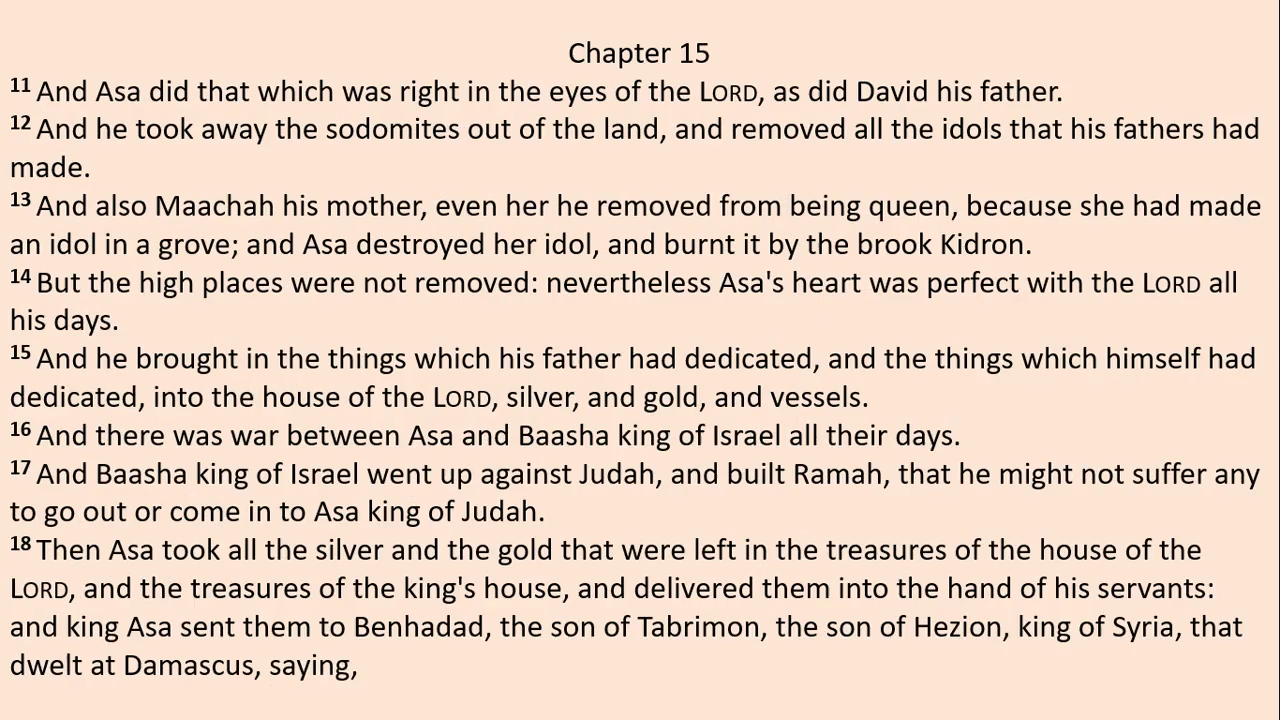 Chapter 15
11 And Asa did that which was right in the eyes of the LORD, as did David his father.
12 And he took away the sodomites out of the land, and removed all the idols that his fathers had
made.
13 And also Maachah his mother, even her he removed from being queen, because she had made
an idol in a grove; and Asa destroyed her idol, and burnt it by the brook Kidron.
14 But the high places were not removed: nevertheless Asa's heart was perfect with the LORD all
his days.
15 And he brought in the things which his father had dedicated, and the things which himself had
dedicated, into the house of the LORD, silver, and gold, and vessels.
16 And there was war between Asa and Baasha king of Israel all their days.
17 And Baasha king of Israel went up against Judah, and built Ramah, that he might not suffer any
to go out or come in to Asa king of Judah.
18 Then Asa took all the silver and the gold that were left in the treasures of the house of the
LORD, and the treasures of the king's house, and delivered them into the hand of his servants:
and king Asa sent them to Benhadad, the son of Tabrimon, the son of Hezion, king of Syria, that
dwelt at Damascus, saying,